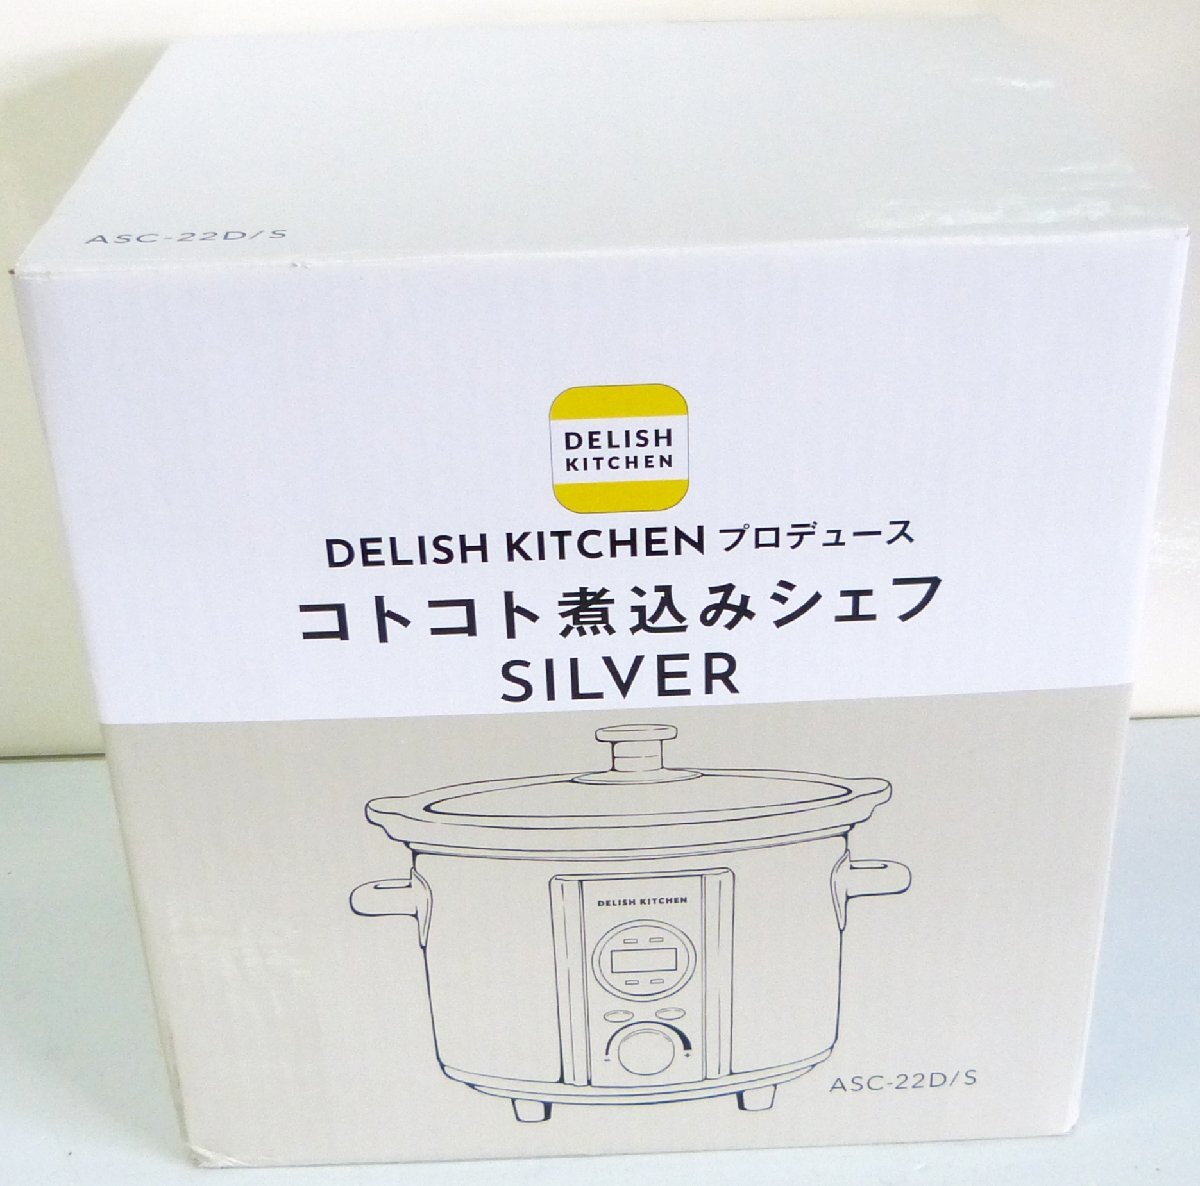 ASC-22D/S
DELISH
KITCHEN
DELISH KITCHEN プロデュース
コトコト煮込みシェフ
SILVER
DELISH KITCHEN
- +
ASC-22D/S